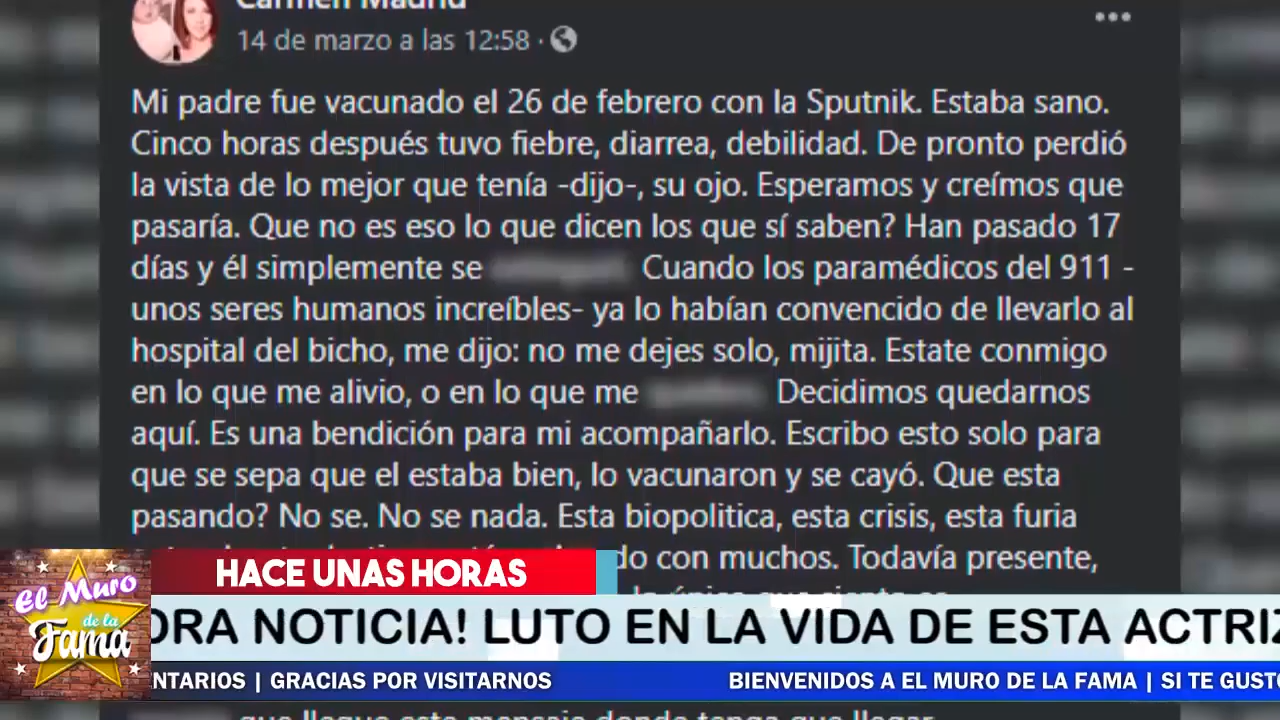 Carmen Madrid
14 de marzo a las 12:58 ·
Mi padre fue vacunado el 26 de febrero con la Sputnik. Estaba sano.
Cinco horas después tuvo fiebre, diarrea, debilidad. De pronto perdió
la vista de lo mejor que tenía -dijo-, su ojo. Esperamos y creímos que
pasaría. Que no es eso lo que dicen los que sí saben? Han pasado 17
días y él simplemente se
Cuando los paramédicos del 911 -
unos seres humanos increíbles- ya lo habían convencido de llevarlo al
hospital del bicho, me dijo: no me dejes solo, mijita. Estate conmigo
en lo que me alivio, o en lo que me
Decidimos quedarnos
aquí. Es una bendición para mi acompañarlo. Escribo esto solo para
que se sepa que el estaba bien, lo vacunaron y se cayó. Que esta
pasando? No se. No se nada. Esta biopolitica, esta crisis, esta furia
do con muchos. Todavía presente,
HACE UNAS HORAS
El Muro
de la
Fama
ORA NOTICIA! LUTO EN LA VIDA DE ESTA ACTRIZ
NTARIOS | GRACIAS POR VISITARNOS
BIENVENIDOS A EL MURO DE LA FAMA | SI TE GUSTO
que llegue este mensaje donde tenga que llegar